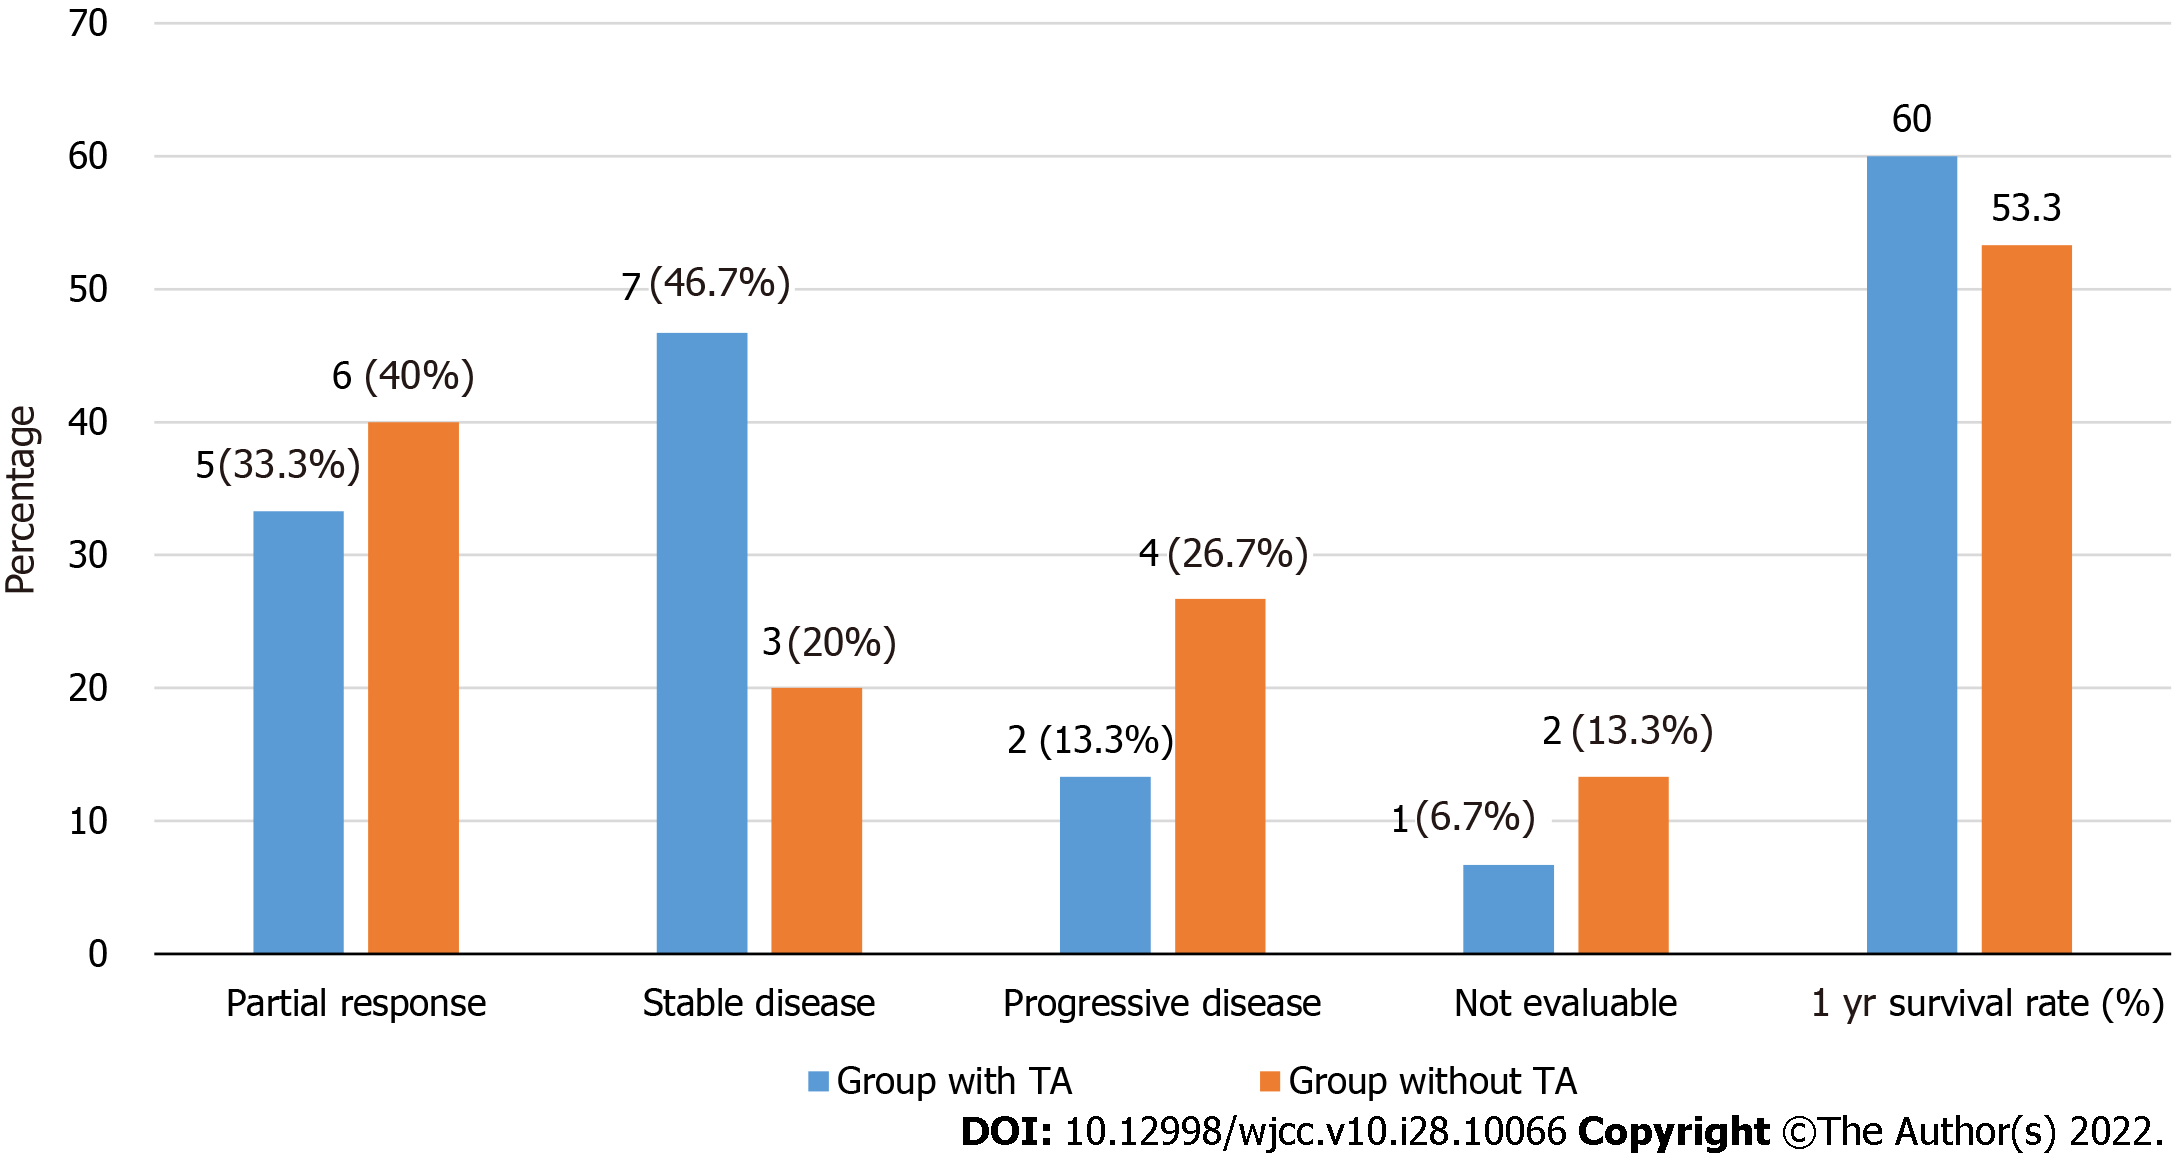 70
60
50
40
30
20
10
0
Percentage
5 (33.3%)
6 (40%)
7 (46.7%)
3 (20%)
2 (13.3%)
4 (26.7%)
1 (6.7%)
2 (13.3%)
60
53.3
Partial response
Stable disease
Progressive disease
Not evaluable
1 yr survival rate (%)
Group with TA
Group without TA
DOI: 10.12998/wjcc.v10.i28.10066 Copyright ©The Author(s) 2022.